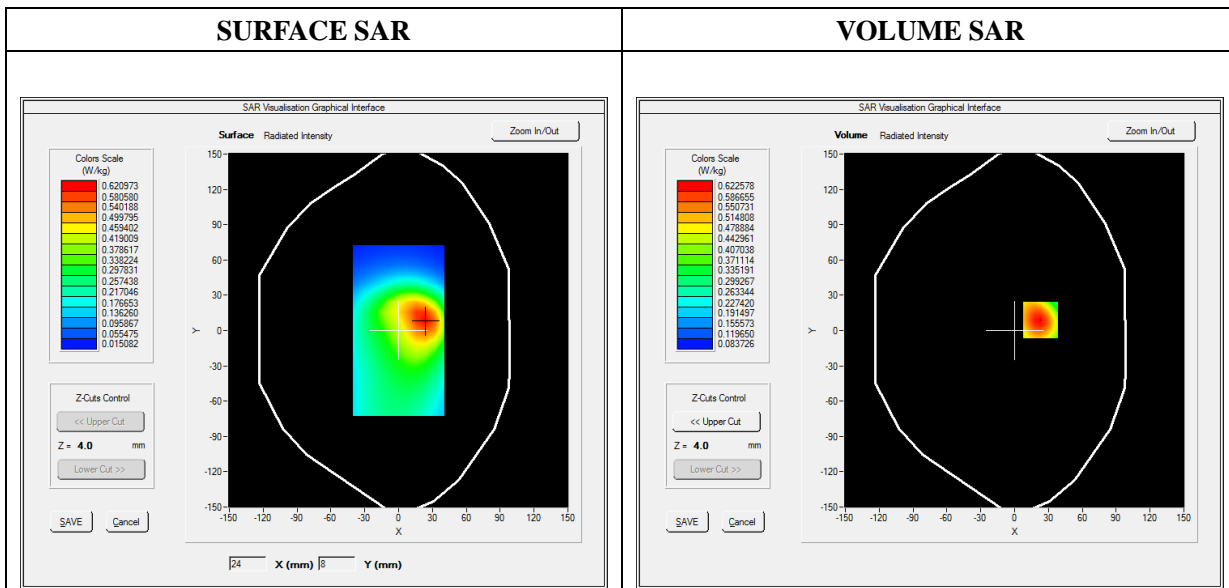 SURFACE SAR
VOLUME SAR
SAR Visualisation Graphical Interface
Surface Radiated Intensity
Zoom In/Out
Colors Scale
(W/kg)
0.620973
0.580580
0.540188
0.499795
0.459402
0.419009
0.378617
0.338224
0.297831
0.257438
0.217046
0.176653
0.136260
0.095867
0.055475
0.015082
Z-Cuts Control
<< Upper Cut
Z = 4.0 mm
Lower Cut >>
SAVE Cancel
150
120
90
60
30
0
-30
-60
-90
-120
-150
Y
-150 -120 -90 -60 -30 0 30 60 90 120 150
X
24 X (mm) 8 Y (mm)
SAR Visualisation Graphical Interface
Volume Radiated Intensity
Zoom In/Out
Colors Scale
(W/kg)
0.622578
0.586655
0.550731
0.514808
0.478884
0.442961
0.407038
0.371114
0.335191
0.299267
0.263344
0.227420
0.191497
0.155573
0.119650
0.083726
Z-Cuts Control
<< Upper Cut
Z = 4.0 mm
Lower Cut >>
SAVE Cancel
150
120
90
60
30
0
-30
-60
-90
-120
-150
Y
-150 -120 -90 -60 -30 0 30 60 90 120 150
X